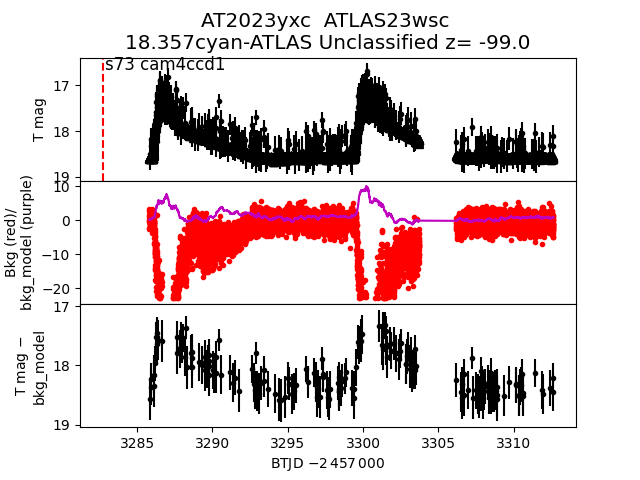 AT2023yxc  ATLAS23wsc
18.357cyan-ATLAS Unclassified z= -99.0
s73 cam4ccd1
T mag
17
18
19
Bkg (red)/
bkg_model (purple)
10
0
−10
−20
T mag −
bkg_model
17
18
19
3285 3290 3295 3300 3305 3310
BTJD −2 457 000